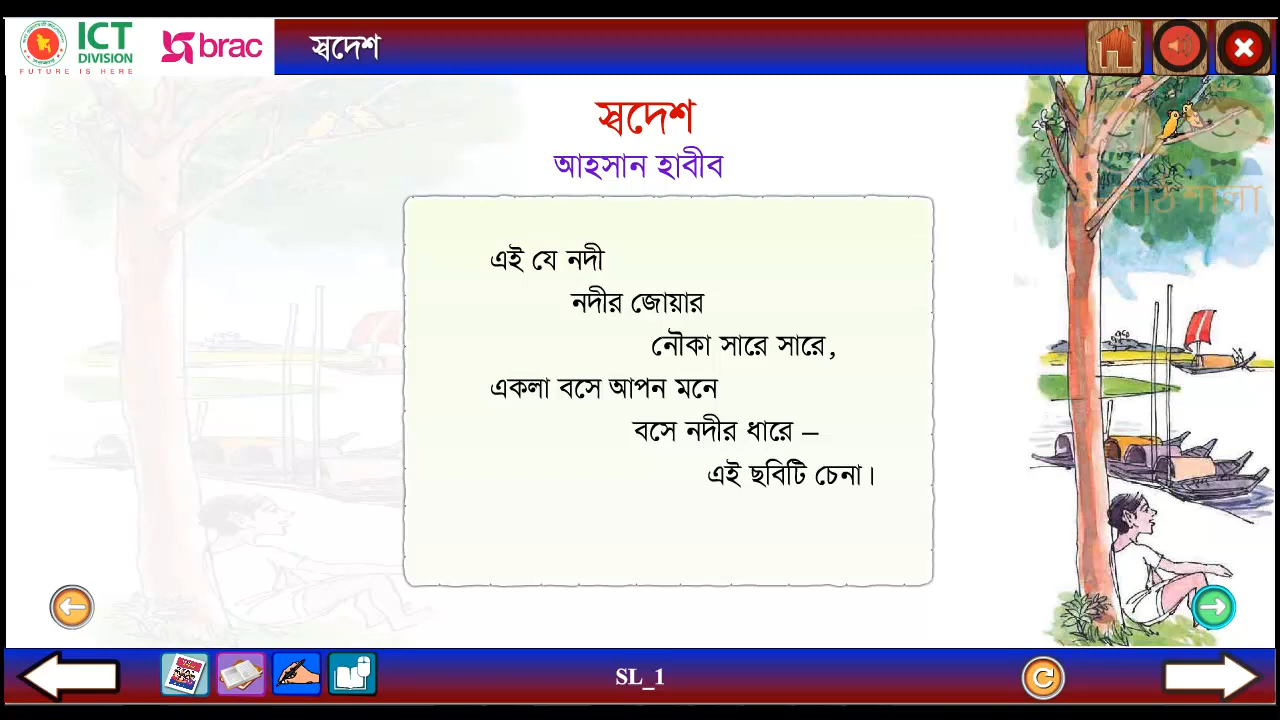 ICT
DIVISION
FUTURE IS HERE
brac
স্বদেশ
স্বদেশ
আহসান হাবীব
পাঠশালা
এই যে নদী
নদীর জোয়ার
নৌকা সারে সারে,
একলা বসে আপন মনে
বসে নদীর ধারে –
এই ছবিটি চেনা।
SL_1